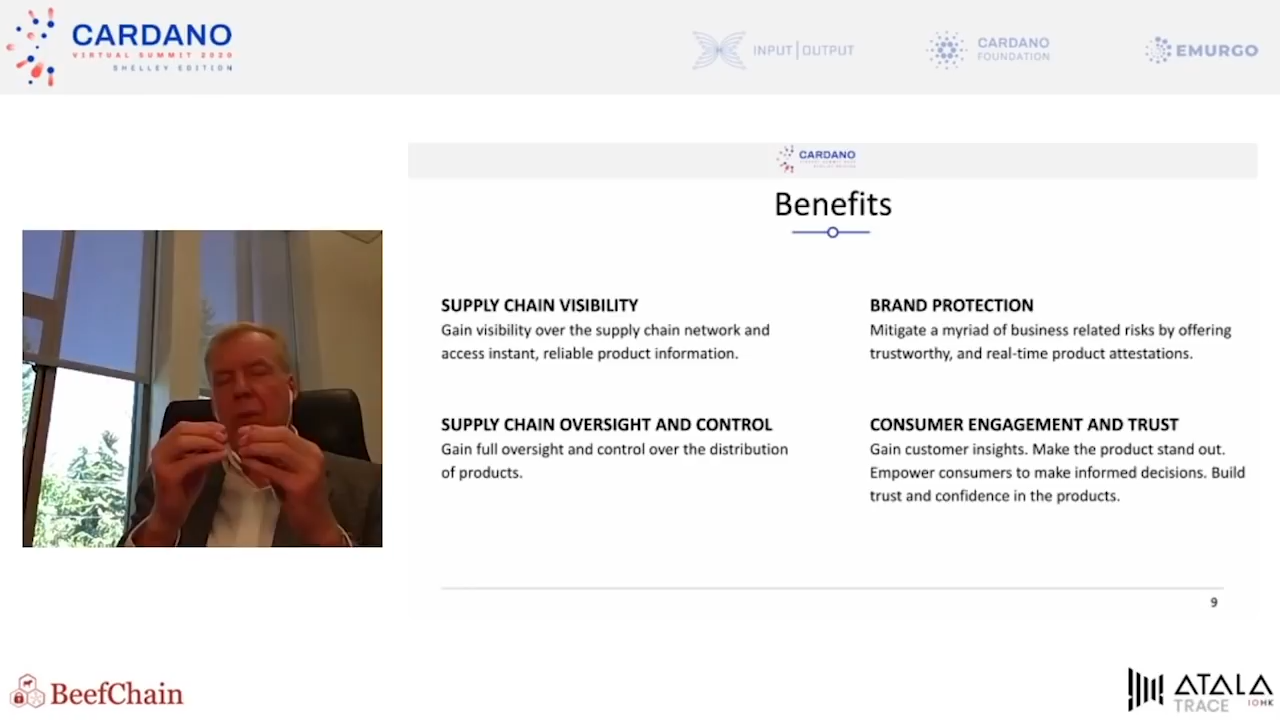 CARDANO
VIRTUAL SUMMIT 2020
SHELLEY EDITION
INPUT|OUTPUT
CARDANO
FOUNDATION
EMURGO
CARDANO
Benefits
SUPPLY CHAIN VISIBILITY
Gain visibility over the supply chain network and
access instant, reliable product information.
BRAND PROTECTION
Mitigate a myriad of business related risks by offering
trustworthy, and real-time product attestations.
SUPPLY CHAIN OVERSIGHT AND CONTROL
Gain full oversight and control over the distribution
of products.
CONSUMER ENGAGEMENT AND TRUST
Gain customer insights. Make the product stand out.
Empower consumers to make informed decisions. Build
trust and confidence in the products.
9
BeefChain
ATALA
TRACE
IOHK